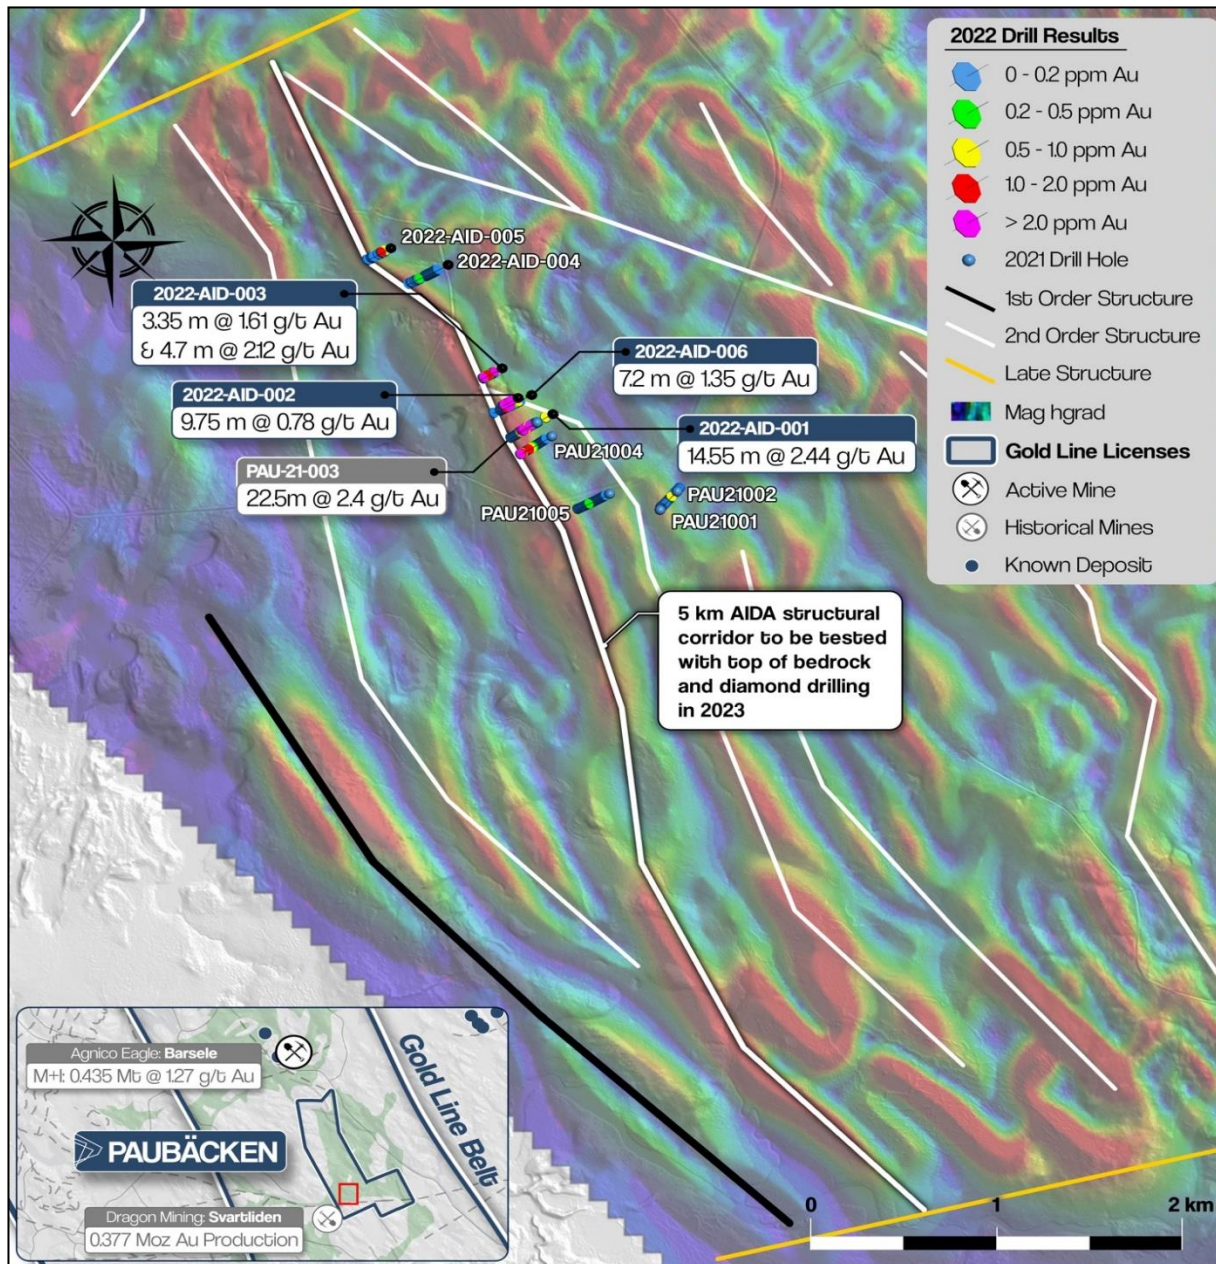 2022 Drill Results
0 - 0.2 ppm Au
0.2 - 0.5 ppm Au
0.5 - 1.0 ppm Au
1.0 - 2.0 ppm Au
> 2.0 ppm Au
2021 Drill Hole
1st Order Structure
2nd Order Structure
Late Structure
Mag hgrad
Gold Line Licenses
Active Mine
Historical Mines
Known Deposit
2022-AID-005
2022-AID-004
2022-AID-003
3.35 m @ 1.61 g/t Au
& 4.7 m @ 2.12 g/t Au
2022-AID-006
7.2 m @ 1.35 g/t Au
2022-AID-002
9.75 m @ 0.78 g/t Au
2022-AID-001
14.55 m @ 2.44 g/t Au
PAU21004
PAU-21-003
22.5m @ 2.4 g/t Au
PAU21002
PAU21005
PAU21001
5 km AIDA structural
corridor to be tested
with top of bedrock
and diamond drilling
in 2023
Agnico Eagle: Barsele
M+I: 0.435 Mt @ 1.27 g/t Au
PAUBÄCKEN
Gold Line Belt
Dragon Mining: Svartliden
0.377 Moz Au Production
0 1 2 km